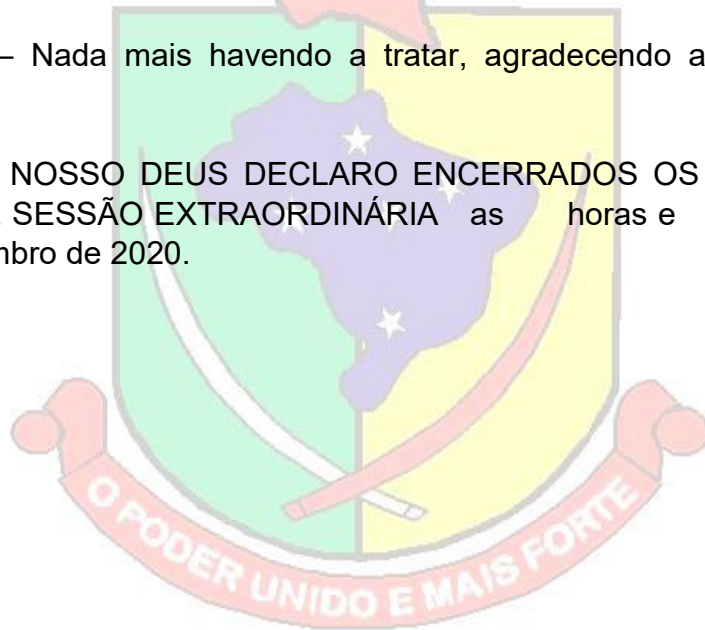 – Nada mais havendo a tratar, agradecendo a
NOSSO DEUS DECLARO ENCERRADOS OS
SESSÃO EXTRAORDINÁRIA as horas e
mbro de 2020.
O PODER UNIDO E MAIS FORTE